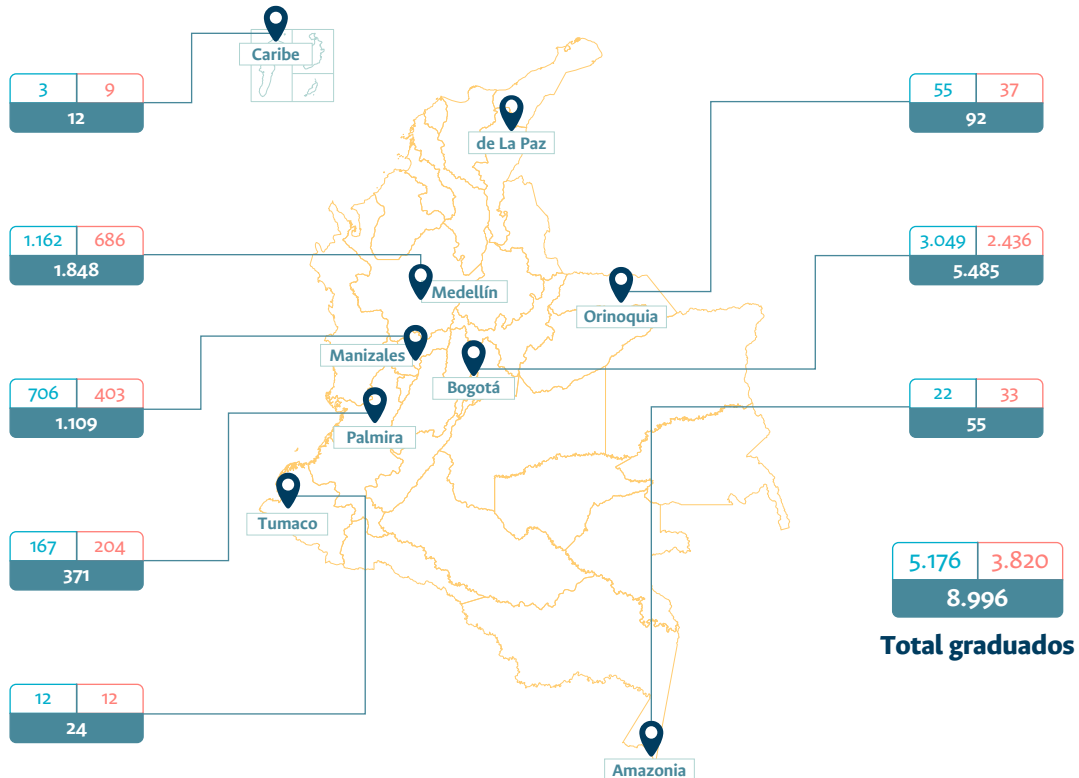 Caribe
3 9
12
55 37
92
de La Paz
1.162 686
1.848
3.049 2.436
5.485
Medellín
Orinoquia
Manizales
Bogotá
706 403
1.109
22 33
55
Palmira
Tumaco
167 204
371
5.176 3.820
8.996
Total graduados
12 12
24
Amazonia